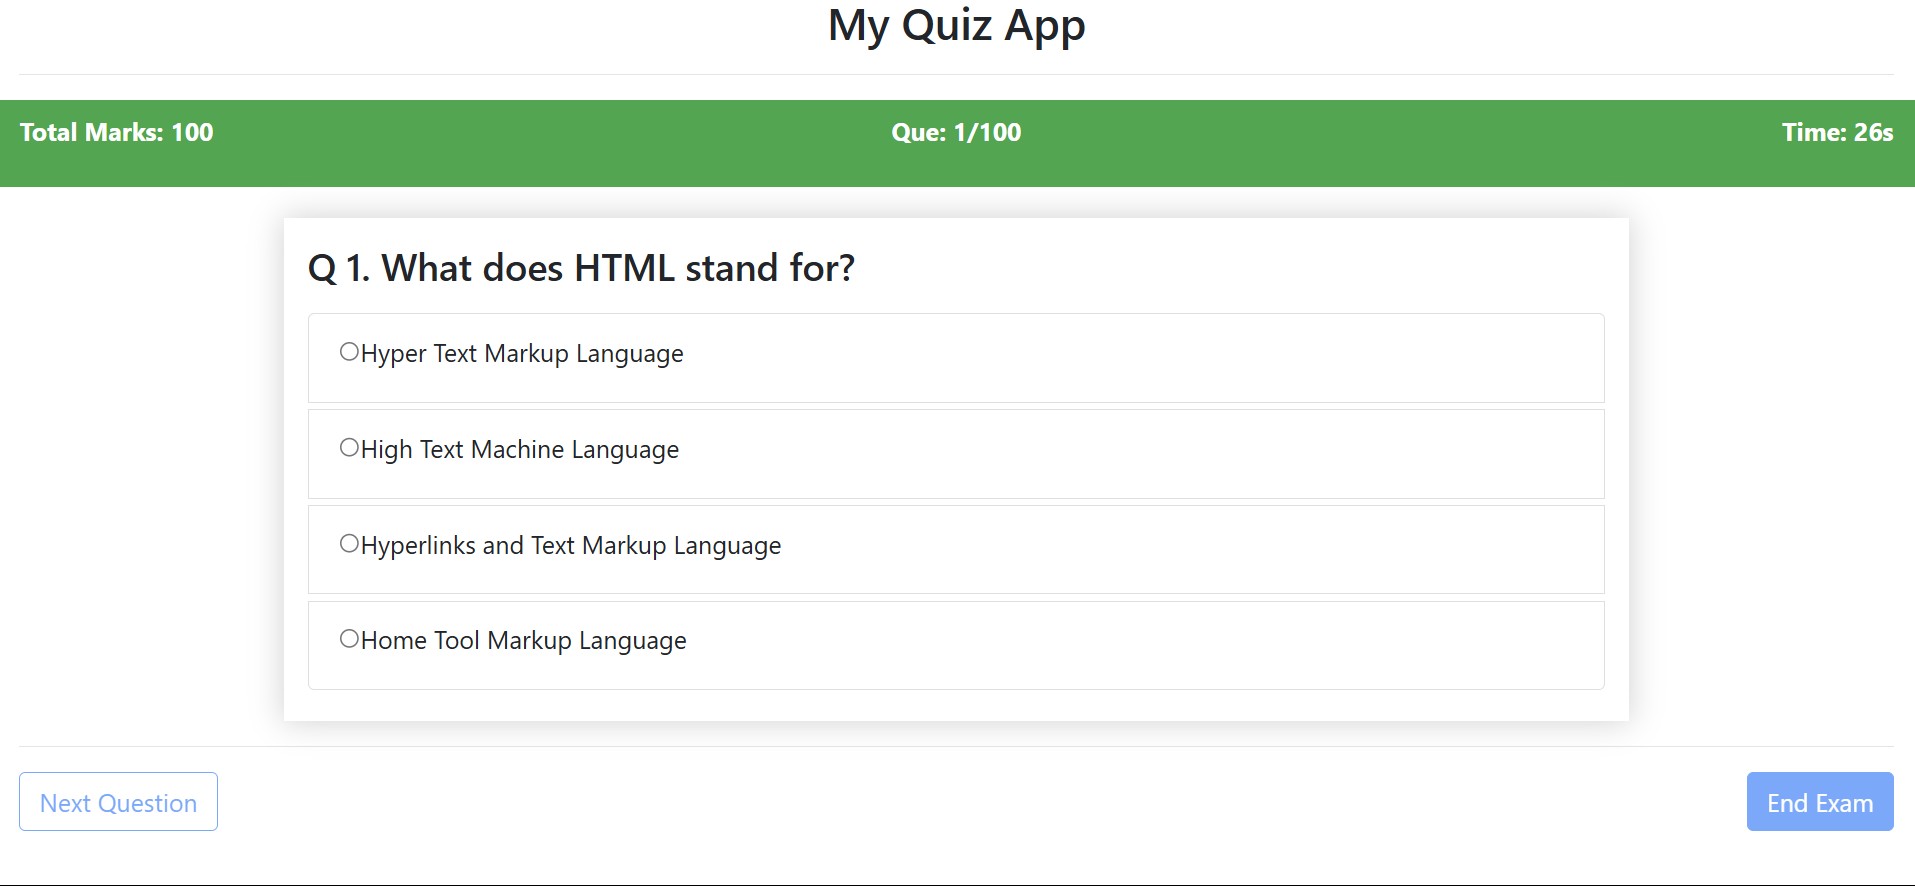 My Quiz App
Total Marks: 100 Que: 1/100 Time: 26s
Q 1. What does HTML stand for?
Hyper Text Markup Language
High Text Machine Language
Hyperlinks and Text Markup Language
Home Tool Markup Language
Next Question End Exam